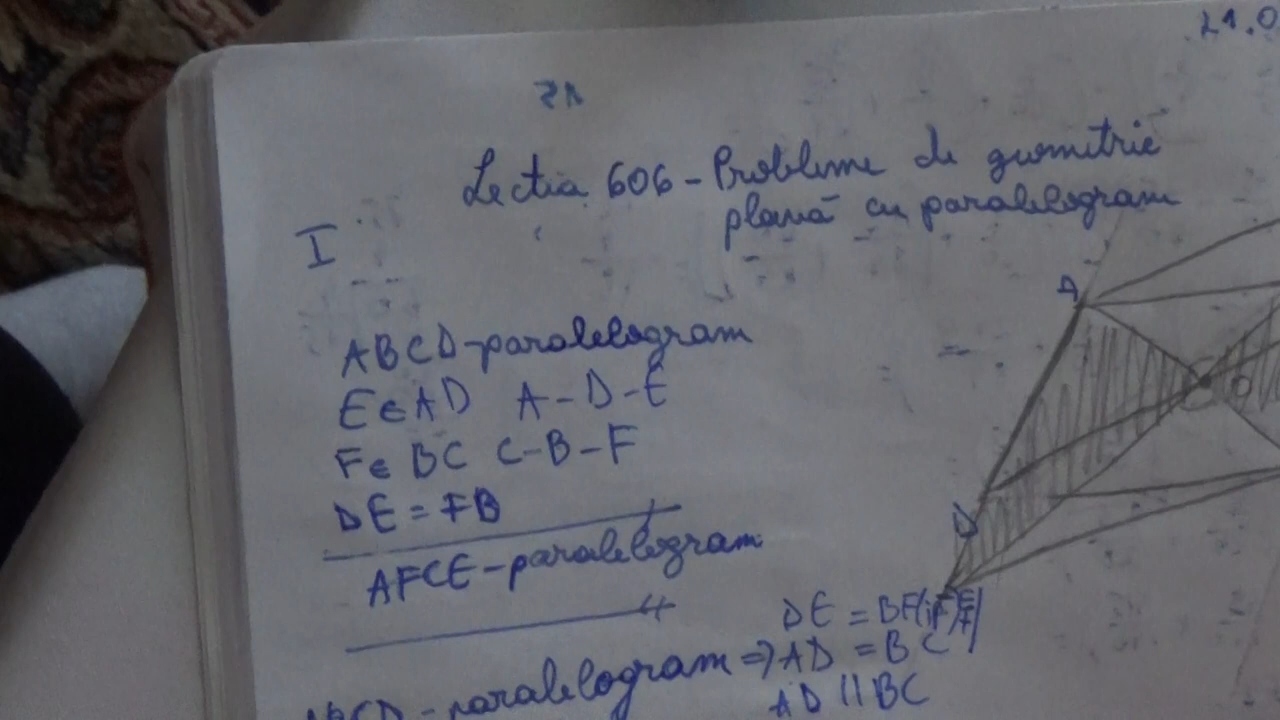 21.0
Lectia 606 - Probleme de geometrie
plană cu paralelogram
I
A
ABCD - paralelogram
E∈AD A-D-E
F∈BC C-B-F
O
DE = FB
D
AFCE - paralelogram
DE = BF
ABCD - paralelogram => AD = BC
AD || BC